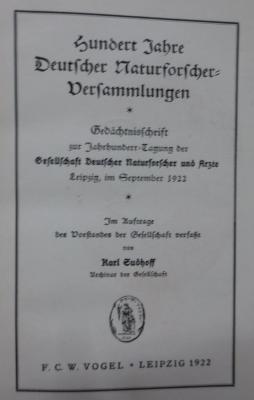 Hundert Jahre
Deutscher Naturforscher-
Versammlungen
*
Gedächtnisschrift
zur Jahrhundert-Tagung der
Gesellschaft Deutscher Naturforscher und Ärzte
Leipzig, im September 1922
*
Im Auftrage
des Vorstandes der Gesellschaft verfaßt
von
Karl Sudhoff
Archivar der Gesellschaft
F. C. W. VOGEL • LEIPZIG 1922